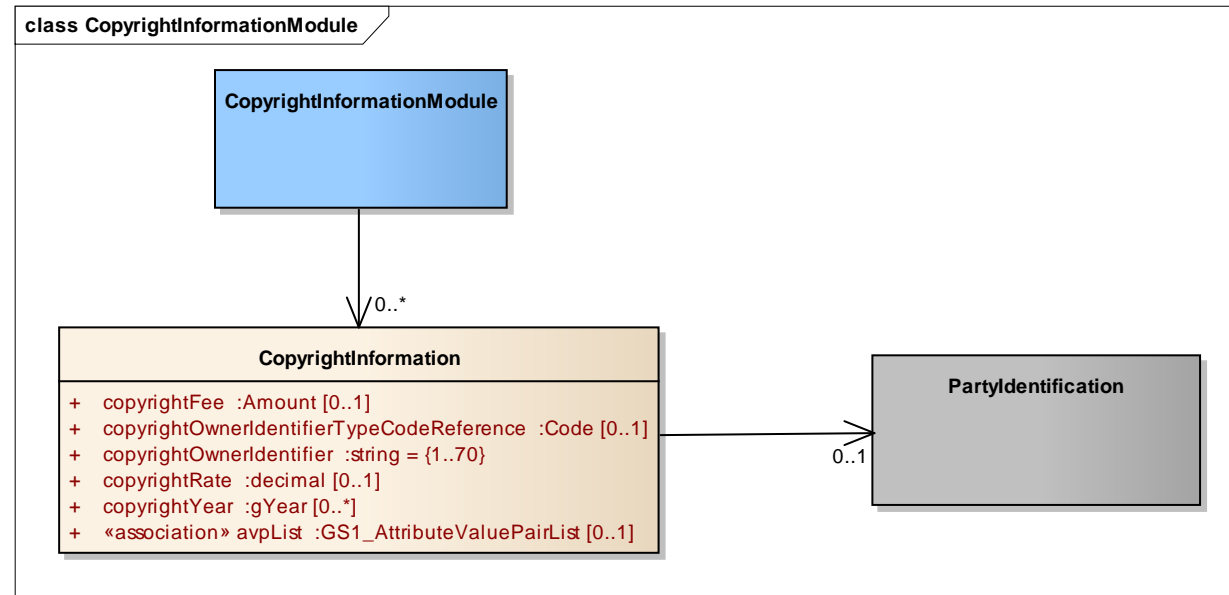 class CopyrightInformationModule
CopyrightInformationModule
0..*
CopyrightInformation
+ copyrightFee :Amount [0..1]
+ copyrightOwnerIdentifierTypeCodeReference :Code [0..1]
+ copyrightOwnerIdentifier :string = {1..70}
+ copyrightRate :decimal [0..1]
+ copyrightYear :gYear [0..*]
+ «association» avpList :GS1_AttributeValuePairList [0..1]
0..1
PartyIdentification